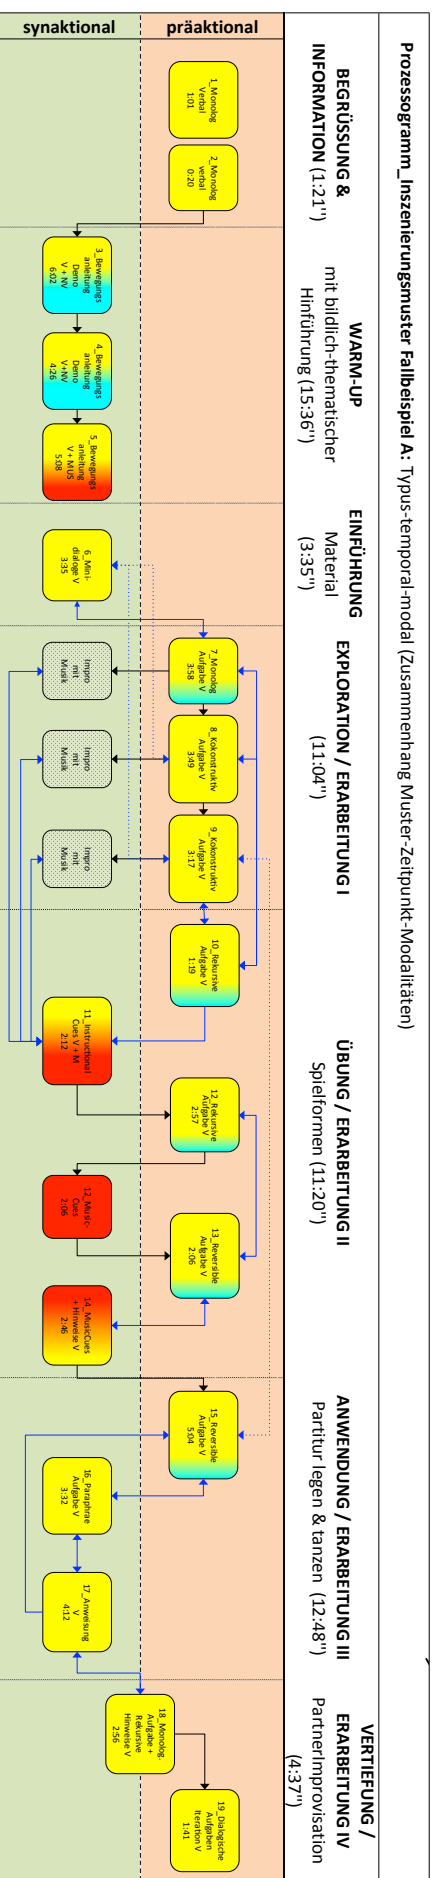 Prozessogramm_Inszenierungsmuster Fallbeispiel A: Typus-temporal-modal (Zusammenhang Muster-Zeitpunkt-Modalitäten)
BEGRÜSSUNG &
INFORMATION (1:21'')
WARM-UP
mit bildlich-thematischer
Hinführung (15:36'')
EINFÜHRUNG
Material
(3:35'')
EXPLORATION / ERARBEITUNG I
(11:04'')
ÜBUNG / ERARBEITUNG II
Spielformen (11:20'')
ANWENDUNG / ERARBEITUNG III
Partitur legen & tanzen (12:48'')
VERTIEFUNG /
ERARBEITUNG IV
PartnerImprovisation
(4:37'')
präaktional
1_Monolog
Verbal
1:01
2_Monolog
verbal
0:20
7_Monolog
Aufgabe V
3:58
8_Kokonstruktiv
Aufgabe V
3:49
9_Kokonstruktiv
Aufgabe V
3:17
10_Rekursive
Aufgabe V
1:19
12_Rekursive
Aufgabe V
2:57
13_Reversible
Aufgabe V
2:06
15_Reversible
Aufgabe V
5:04
18_Monolog.
Aufgabe +
Rekursive
Hinweise V
2:56
19_Dialogische
Aufgaben
Iteration V
1:41
synaktional
3_Bewegungs
anleitung
Demo
V + NV
6:02
4_Bewegungs
anleitung
Demo
V+NV
4:26
5_Bewegungs
anleitung
V + MUS
5:08
6_Mini-
dialoge V
3:35
Impro
mit
Musik
Impro
mit
Musik
Impro
mit
Musik
11_Instructional
Cues V + M
2:12
12_Music-
Cues
2:06
14_MusicCues
+ Hinweise V
2:46
16_Paraphrae
Aufgabe V
3:32
17_Anweisung
V
4:12